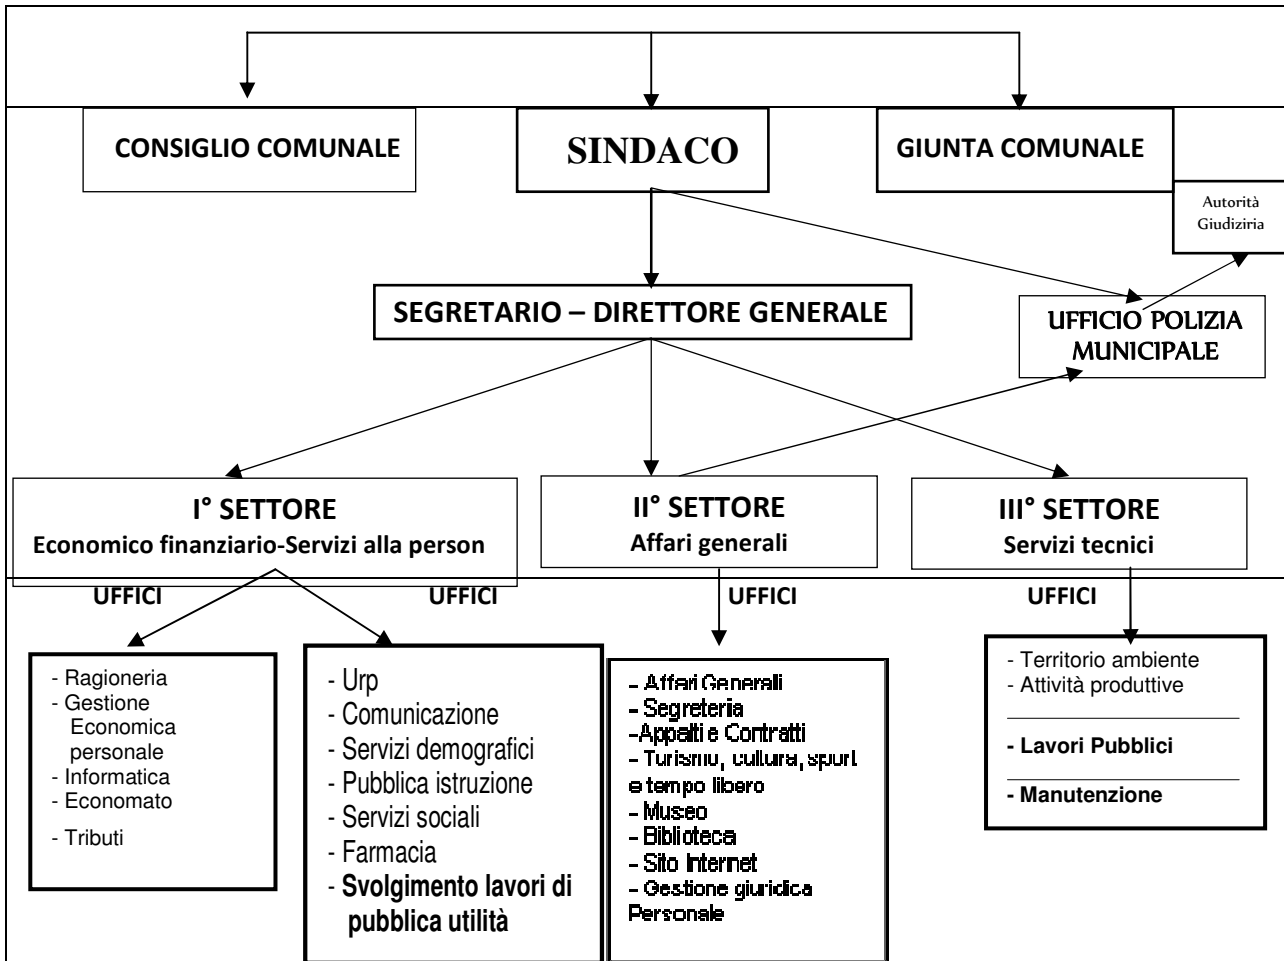 CONSIGLIO COMUNALE
SINDACO
GIUNTA COMUNALE
Autorità
Giudiziria
SEGRETARIO – DIRETTORE GENERALE
UFFICIO POLIZIA
MUNICIPALE
I° SETTORE
Economico finanziario-Servizi alla person
II° SETTORE
Affari generali
III° SETTORE
Servizi tecnici
UFFICI
UFFICI
UFFICI
UFFICI
- Ragioneria
- Gestione
Economica
personale
- Informatica
- Economato
- Tributi
- Urp
- Comunicazione
- Servizi demografici
- Pubblica istruzione
- Servizi sociali
- Farmacia
- Svolgimento lavori di
pubblica utilità
- Affari Generali
- Segreteria
-Appalti e Contratti
- Turismo, cultura, sport
e tempo libero
- Museo
- Biblioteca
- Sito Internet
- Gestione giuridica
Personale
- Territorio ambiente
- Attività produttive
- Lavori Pubblici
- Manutenzione